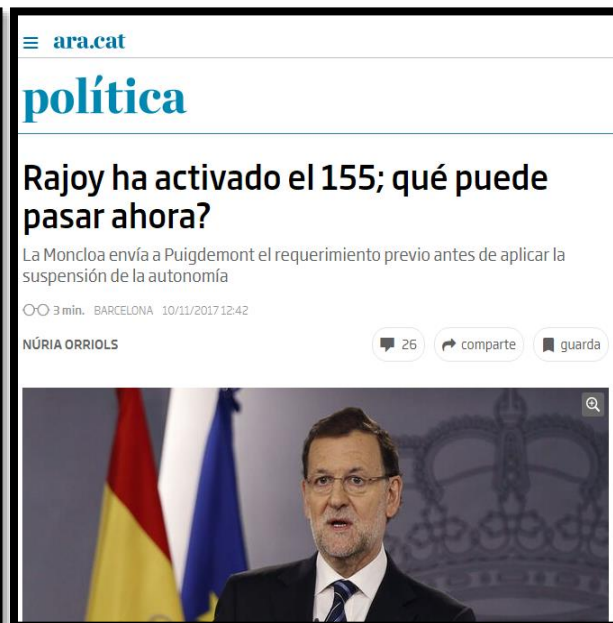 ≡ ara.cat
política
Rajoy ha activado el 155; qué puede
pasar ahora?
La Moncloa envía a Puigdemont el requerimiento previo antes de aplicar la
suspensión de la autonomía
3 min. BARCELONA 10/11/2017 12:42
NÚRIA ORRIOLS
26 comparte guarda